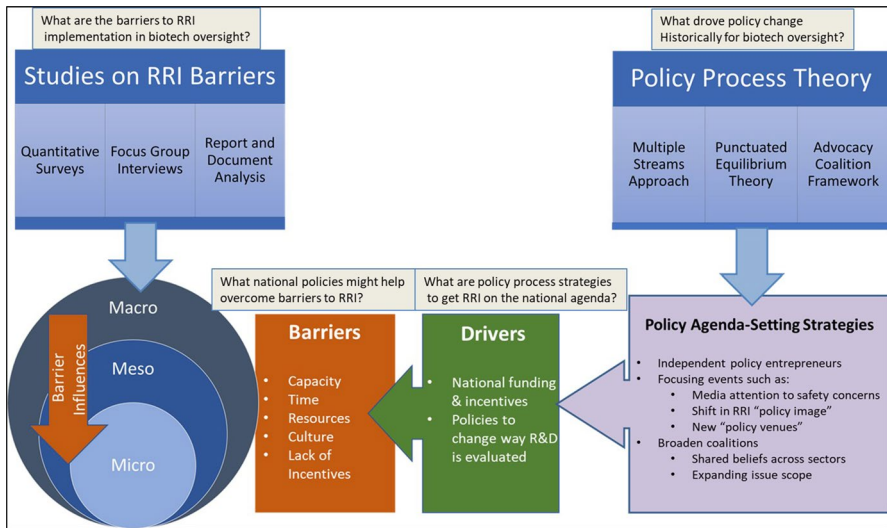 What are the barriers to RRI
implementation in biotech oversight?
Studies on RRI Barriers
Quantitative
Surveys
Focus Group
Interviews
Report and
Document
Analysis
What drove policy change
Historically for biotech oversight?
Policy Process Theory
Multiple
Streams
Approach
Punctuated
Equilibrium
Theory
Advocacy
Coalition
Framework
Macro
Meso
Micro
Barrier
Influences
What national policies might help
overcome barriers to RRI?
Barriers
• Capacity
• Time
• Resources
• Culture
• Lack of
Incentives
What are policy process strategies
to get RRI on the national agenda?
Drivers
• National funding
& incentives
• Policies to
change way R&D
is evaluated
Policy Agenda-Setting Strategies
• Independent policy entrepreneurs
• Focusing events such as:
• Media attention to safety concerns
• Shift in RRI “policy image”
• New “policy venues”
• Broaden coalitions
• Shared beliefs across sectors
• Expanding issue scope